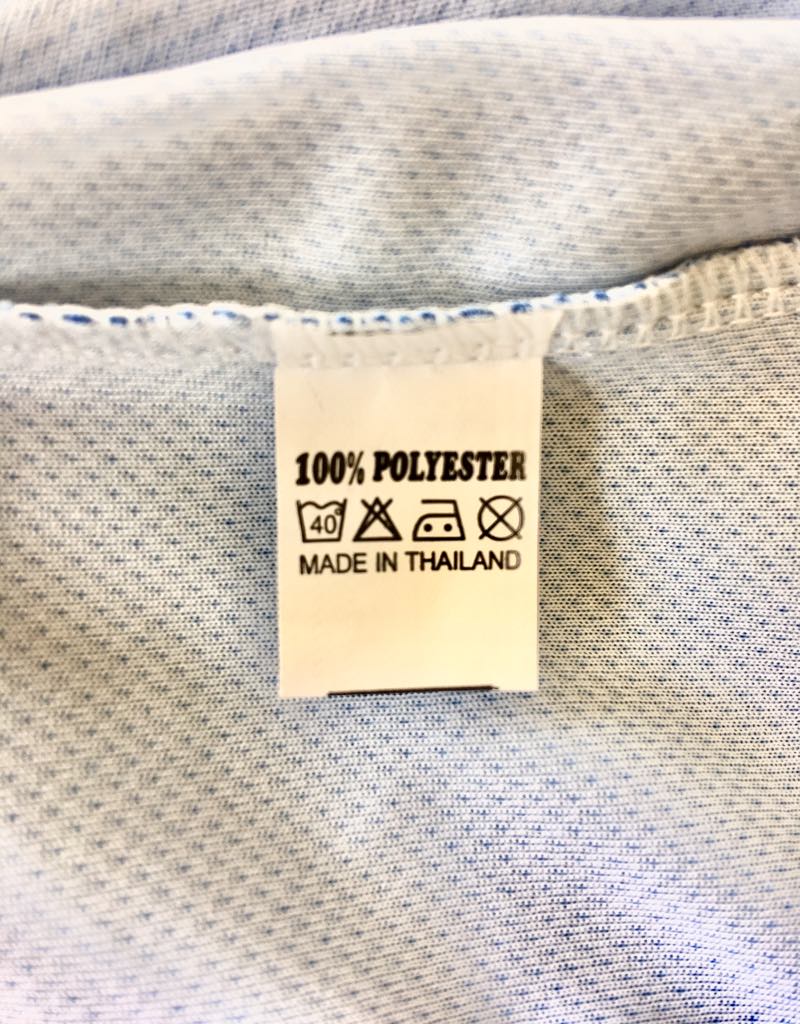 100% POLYESTER
40°
MADE IN THAILAND